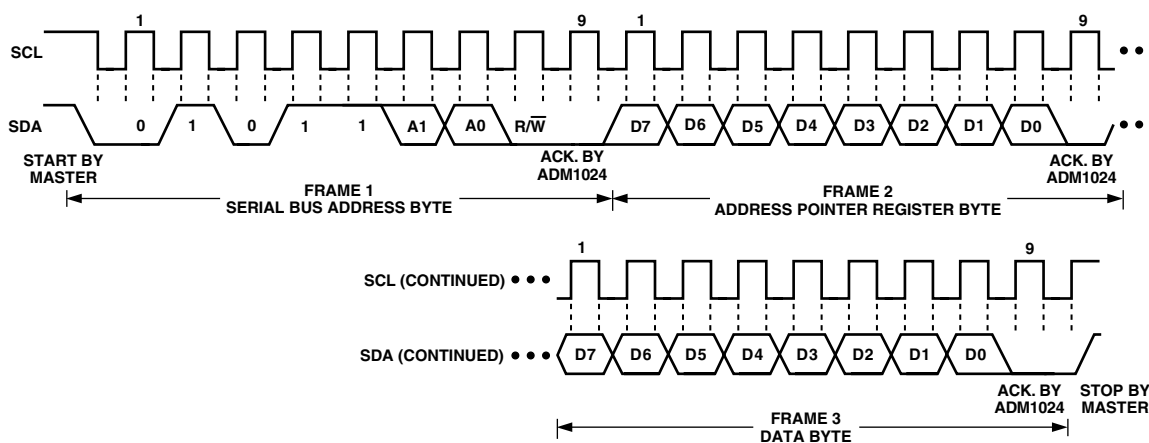 1 9 1 9
SCL
SDA 0 1 0 1 1 A1 A0 R/W̅ D7 D6 D5 D4 D3 D2 D1 D0
START BY
MASTER
ACK. BY
ADM1024
ACK. BY
ADM1024
FRAME 1
SERIAL BUS ADDRESS BYTE
FRAME 2
ADDRESS POINTER REGISTER BYTE
1 9
SCL (CONTINUED)
SDA (CONTINUED) D7 D6 D5 D4 D3 D2 D1 D0
ACK. BY
ADM1024
STOP BY
MASTER
FRAME 3
DATA BYTE